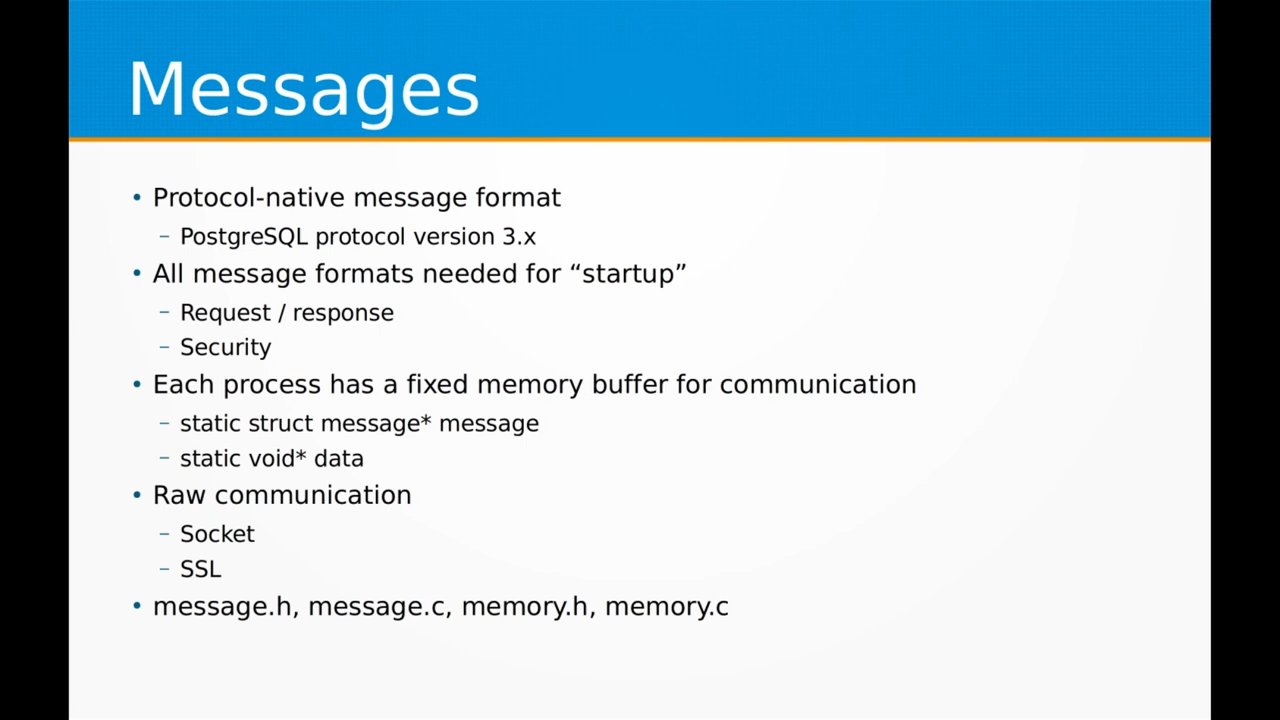 Messages
• Protocol-native message format
– PostgreSQL protocol version 3.x
• All message formats needed for “startup”
– Request / response
– Security
• Each process has a fixed memory buffer for communication
– static struct message* message
– static void* data
• Raw communication
– Socket
– SSL
• message.h, message.c, memory.h, memory.c